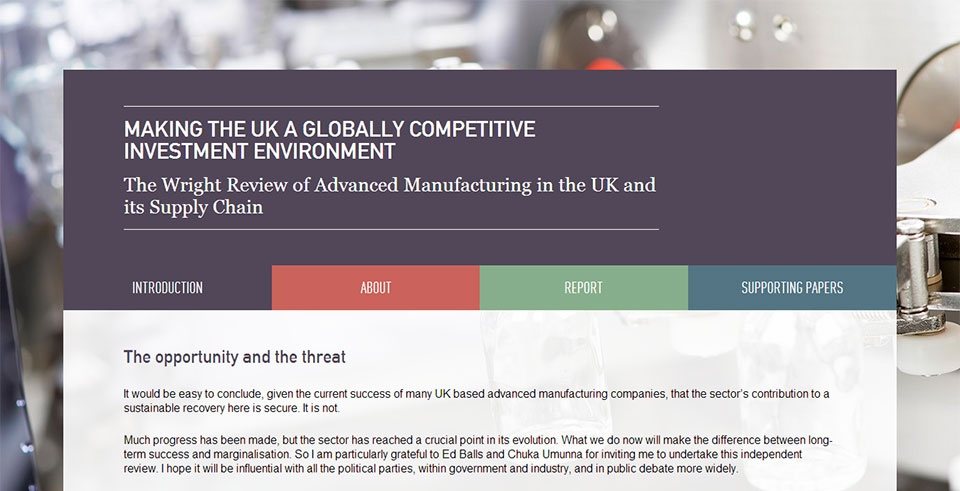 MAKING THE UK A GLOBALLY COMPETITIVE
INVESTMENT ENVIRONMENT
The Wright Review of Advanced Manufacturing in the UK and
its Supply Chain
INTRODUCTION
ABOUT
REPORT
SUPPORTING PAPERS
The opportunity and the threat
It would be easy to conclude, given the current success of many UK based advanced manufacturing companies, that the sector's contribution to a
sustainable recovery here is secure. It is not.
Much progress has been made, but the sector has reached a crucial point in its evolution. What we do now will make the difference between long-
term success and marginalisation. So I am particularly grateful to Ed Balls and Chuka Umunna for inviting me to undertake this independent
review. I hope it will be influential with all the political parties, within government and industry, and in public debate more widely.